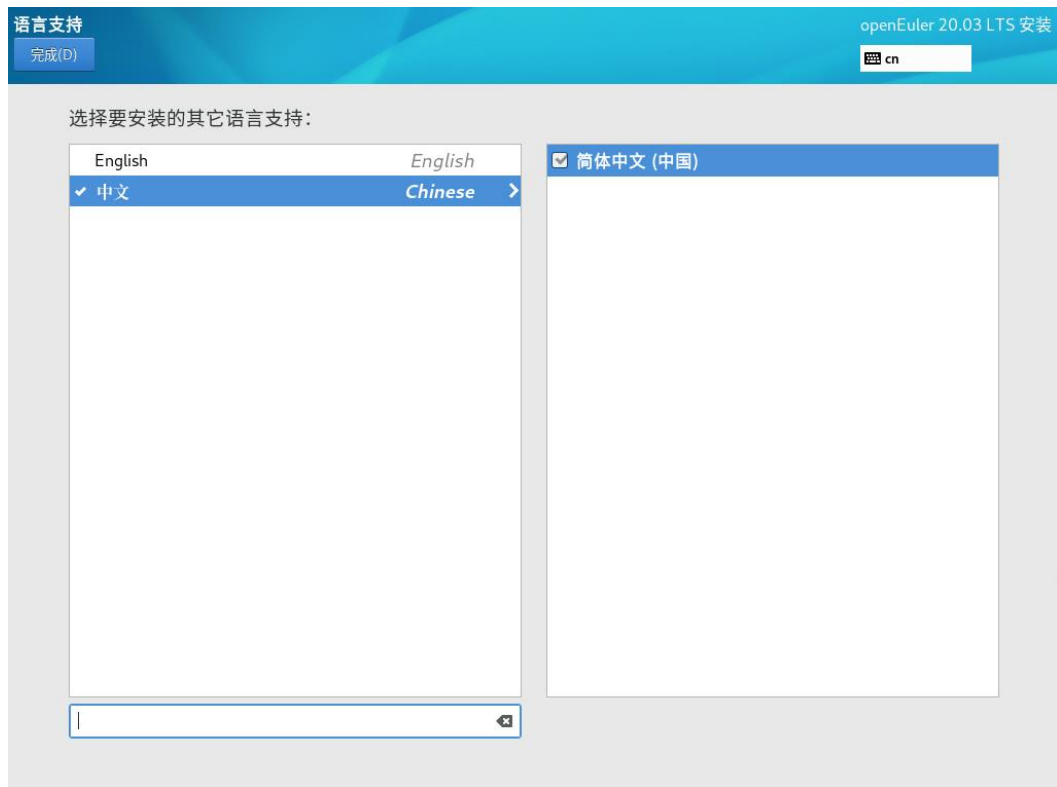 语言支持
openEuler 20.03 LTS 安装
完成(D)
cn
选择要安装的其它语言支持：
English English
中文 Chinese
简体中文 (中国)